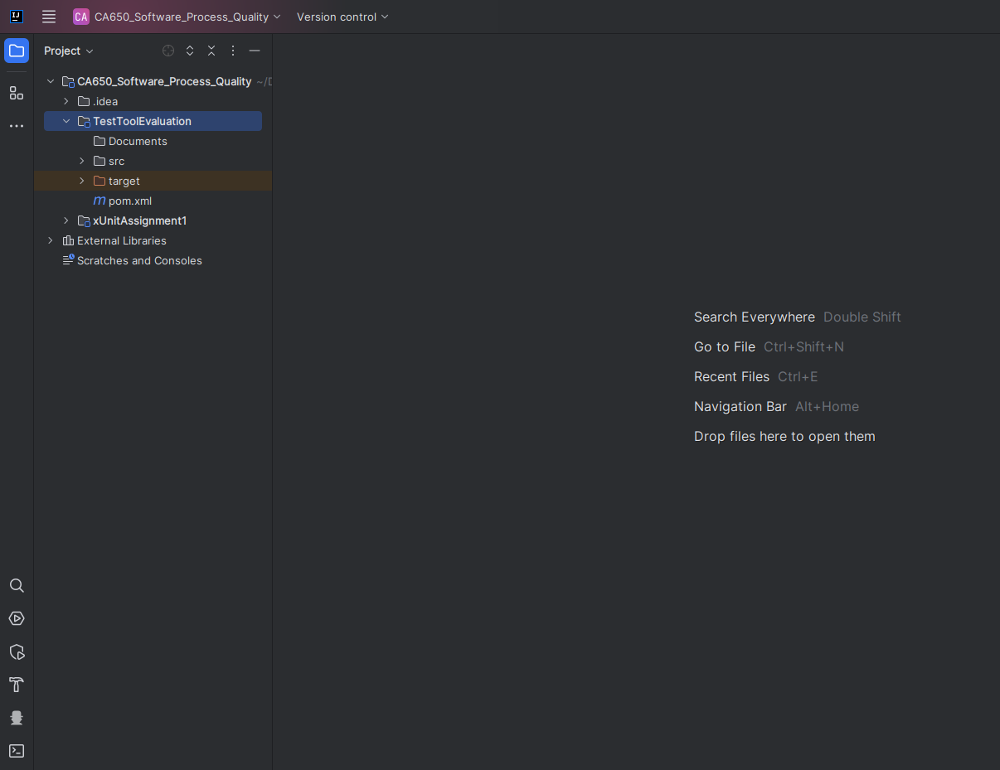 IJ
CA CA650_Software_Process_Quality Version control
Project
CA650_Software_Process_Quality ~/D
.idea
TestToolEvaluation
Documents
src
target
m pom.xml
xUnitAssignment1
External Libraries
Scratches and Consoles
Search Everywhere Double Shift
Go to File Ctrl+Shift+N
Recent Files Ctrl+E
Navigation Bar Alt+Home
Drop files here to open them